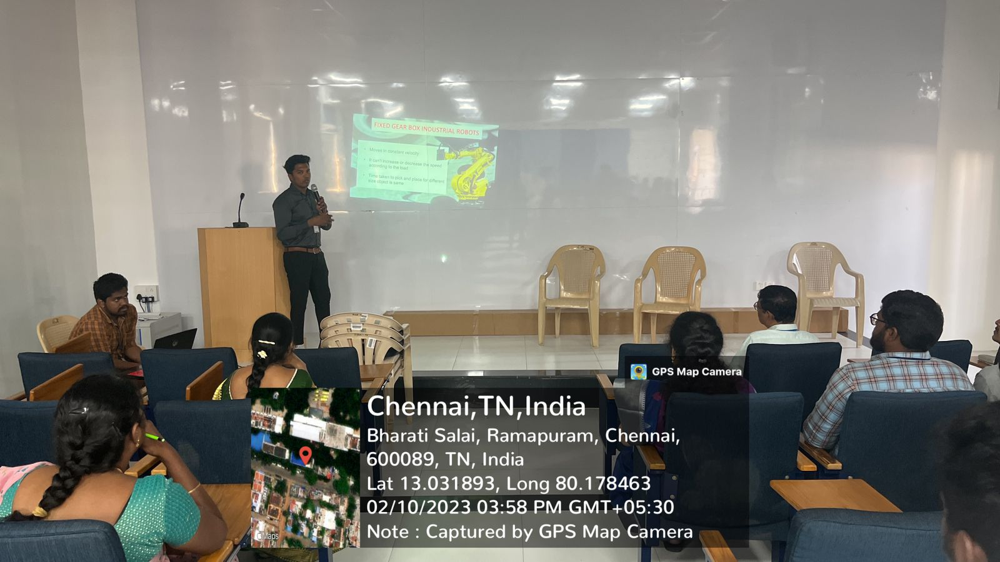 FIXED GEAR BOX INDUSTRIAL ROBOTS
Moves in constant velocity
It can't increase or decrease the speed
according to the load
Time taken to pick and place for different
size object is same
GPS Map Camera
Chennai,TN,India
Bharati Salai, Ramapuram, Chennai,
600089, TN, India
Lat 13.031893, Long 80.178463
02/10/2023 03:58 PM GMT+05:30
Note : Captured by GPS Map Camera
Maps